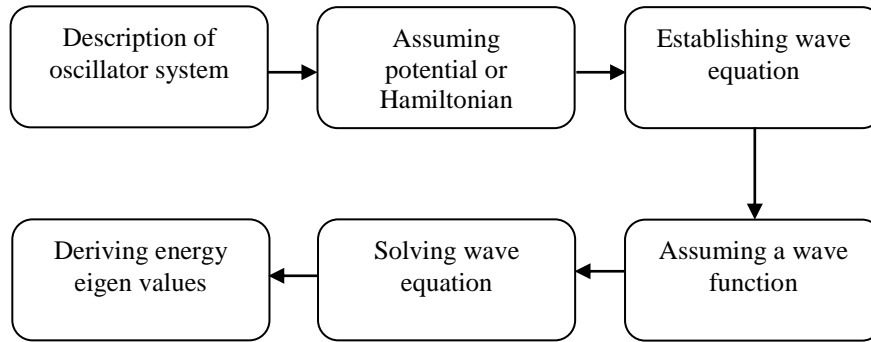 Description of
oscillator system
Assuming
potential or
Hamiltonian
Establishing wave
equation
Assuming a wave
function
Solving wave
equation
Deriving energy
eigen values